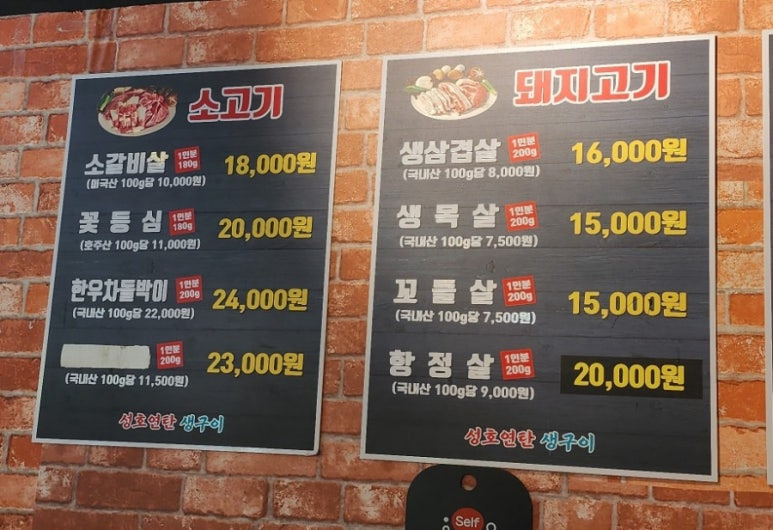 소고기
소갈비살 1인분 180g 18,000원
(미국산 100g당 10,000원)
꽃등심 1인분 180g 20,000원
(호주산 100g당 11,000원)
한우차돌박이 1인분 200g 24,000원
(국내산 100g당 22,000원)
1인분 200g 23,000원
(국내산 100g당 11,500원)
성호연탄 생구이
돼지고기
생삼겹살 1인분 200g 16,000원
(국내산 100g당 8,000원)
생목살 1인분 200g 15,000원
(국내산 100g당 7,500원)
꼬들살 1인분 200g 15,000원
(국내산 100g당 7,500원)
항정살 1인분 200g 20,000원
(국내산 100g당 9,000원)
성호연탄 생구이
Self